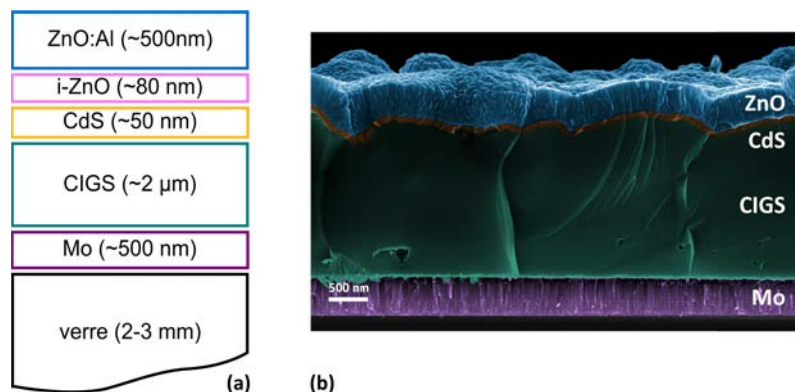 ZnO:Al (~500nm)
i-ZnO (~80 nm)
CdS (~50 nm)
CIGS (~2 µm)
Mo (~500 nm)
verre (2-3 mm)
(a)
ZnO
CdS
CIGS
500 nm
Mo
(b)